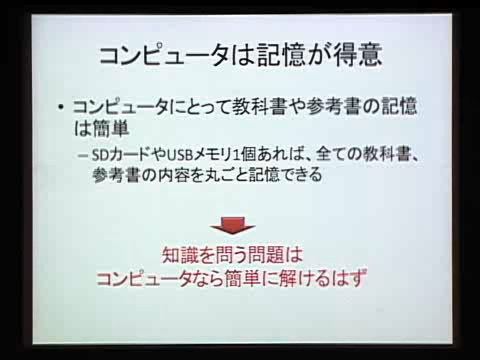 コンピュータは記憶が得意
• コンピュータにとって教科書や参考書の記憶
は簡単
–SDカードやUSBメモリ1個あれば、全ての教科書、
参考書の内容を丸ごと記憶できる
知識を問う問題は
コンピュータなら簡単に解けるはず